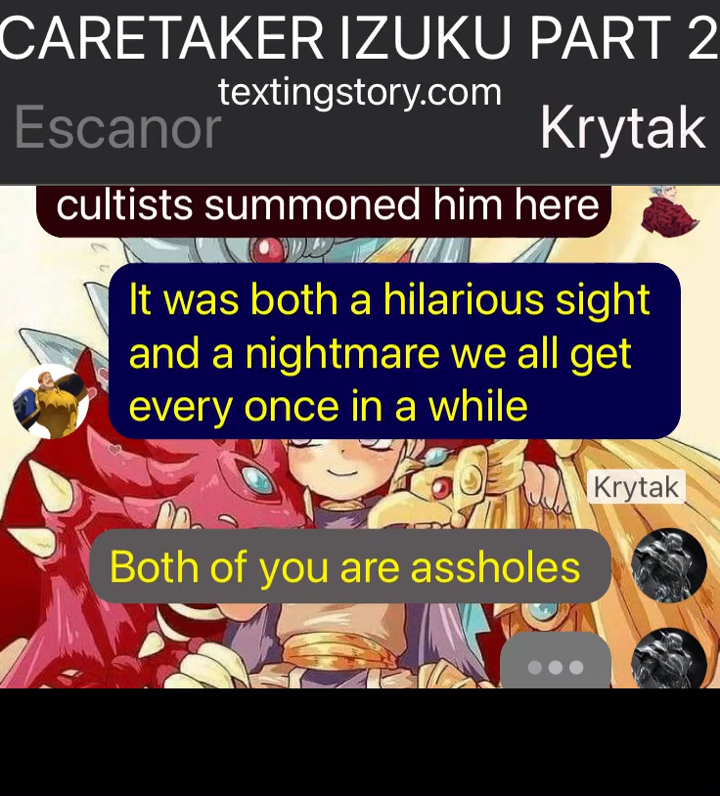 CARETAKER IZUKU PART 2
textingstory.com
Escanor
Krytak
cultists summoned him here
It was both a hilarious sight
and a nightmare we all get
every once in a while
Krytak
Both of you are assholes